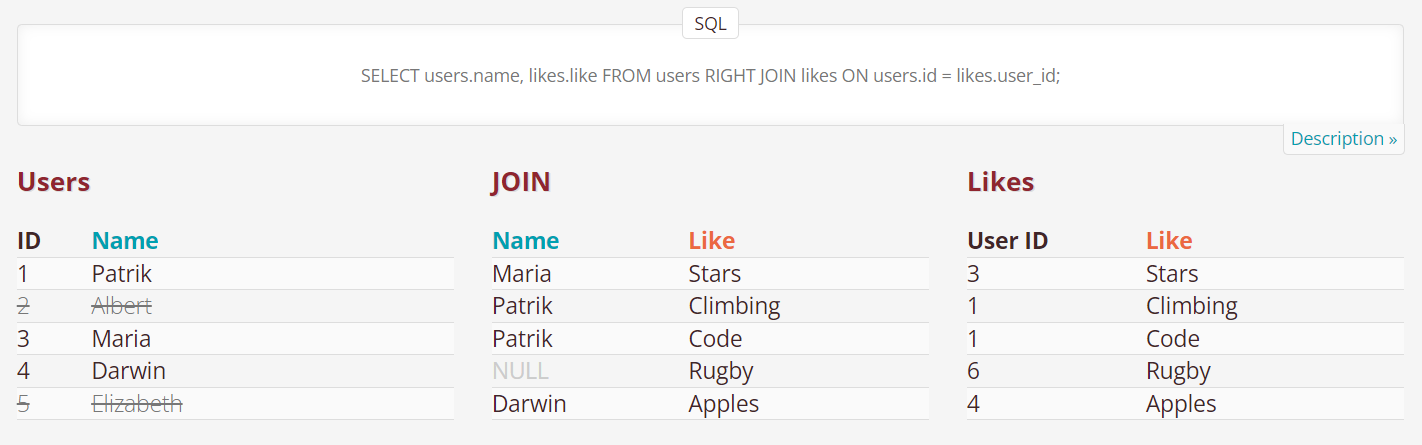 SQL
SELECT users.name, likes.like FROM users RIGHT JOIN likes ON users.id = likes.user_id;
Description »
Users
ID Name
1 Patrik
2 Albert
3 Maria
4 Darwin
5 Elizabeth
JOIN
Name Like
Maria Stars
Patrik Climbing
Patrik Code
NULL Rugby
Darwin Apples
Likes
User ID Like
3 Stars
1 Climbing
1 Code
6 Rugby
4 Apples